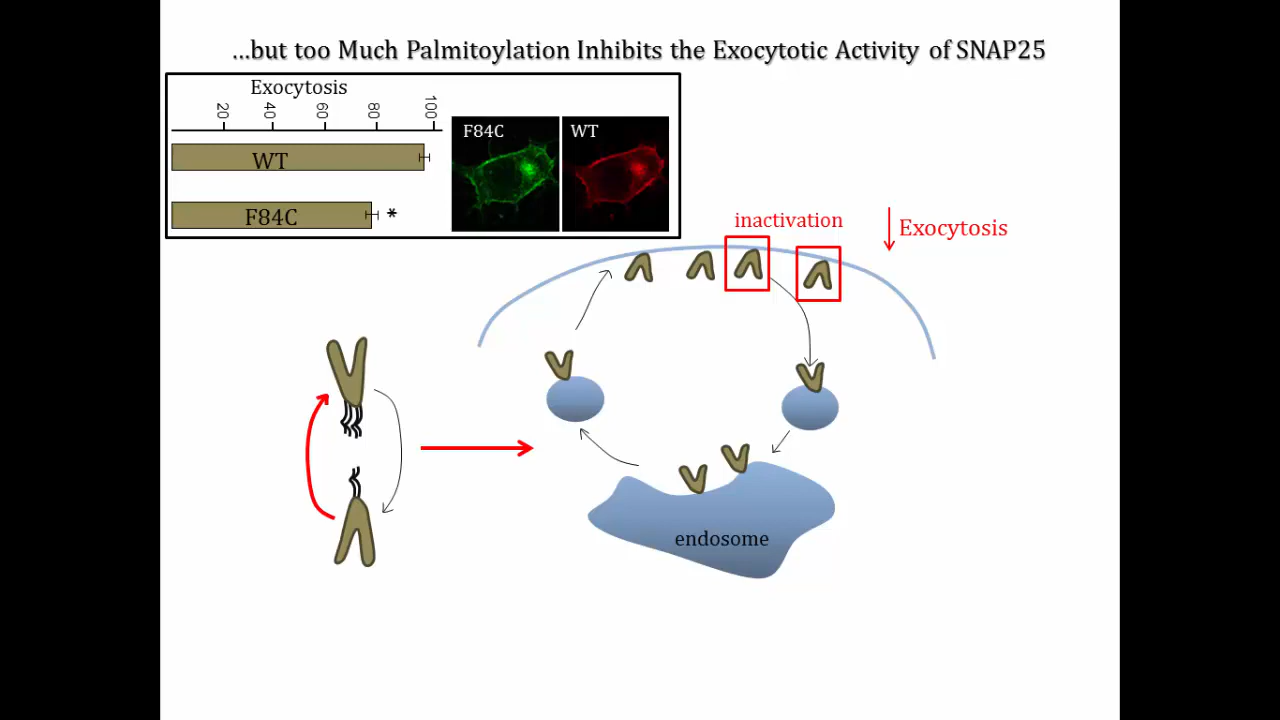 …but too Much Palmitoylation Inhibits the Exocytotic Activity of SNAP25
Exocytosis
20 40 60 80 100
WT
F84C *
F84C WT
inactivation
Exocytosis
endosome